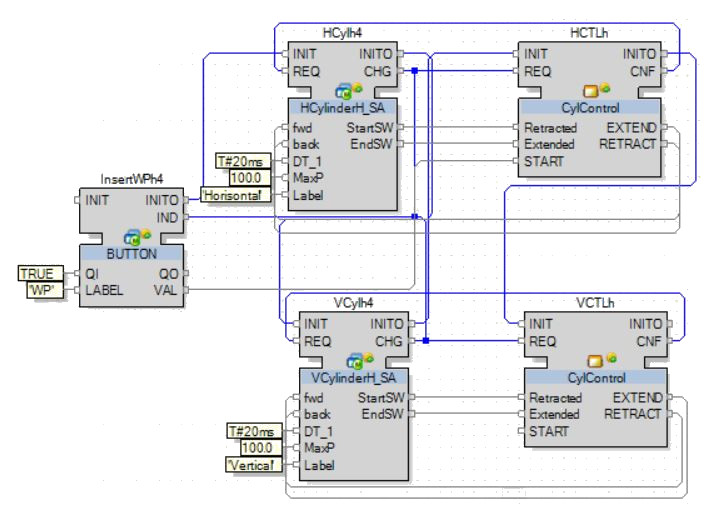 HCylh4
INIT INITO
REQ CHG
HCylinderH_SA
fwd StartSW
back EndSW
T#20ms DT_1
100.0 MaxP
'Horisontal' Label
HCTLh
INIT INITO
REQ CNF
CylControl
Retracted EXTEND
Extended RETRACT
START
InsertWPh4
INIT INITO
IND
BUTTON
TRUE QI QO
'WP' LABEL VAL
VCylh4
INIT INITO
REQ CHG
VCylinderH_SA
fwd StartSW
back EndSW
T#20ms DT_1
100.0 MaxP
'Vertical' Label
VCTLh
INIT INITO
REQ CNF
CylControl
Retracted EXTEND
Extended RETRACT
START